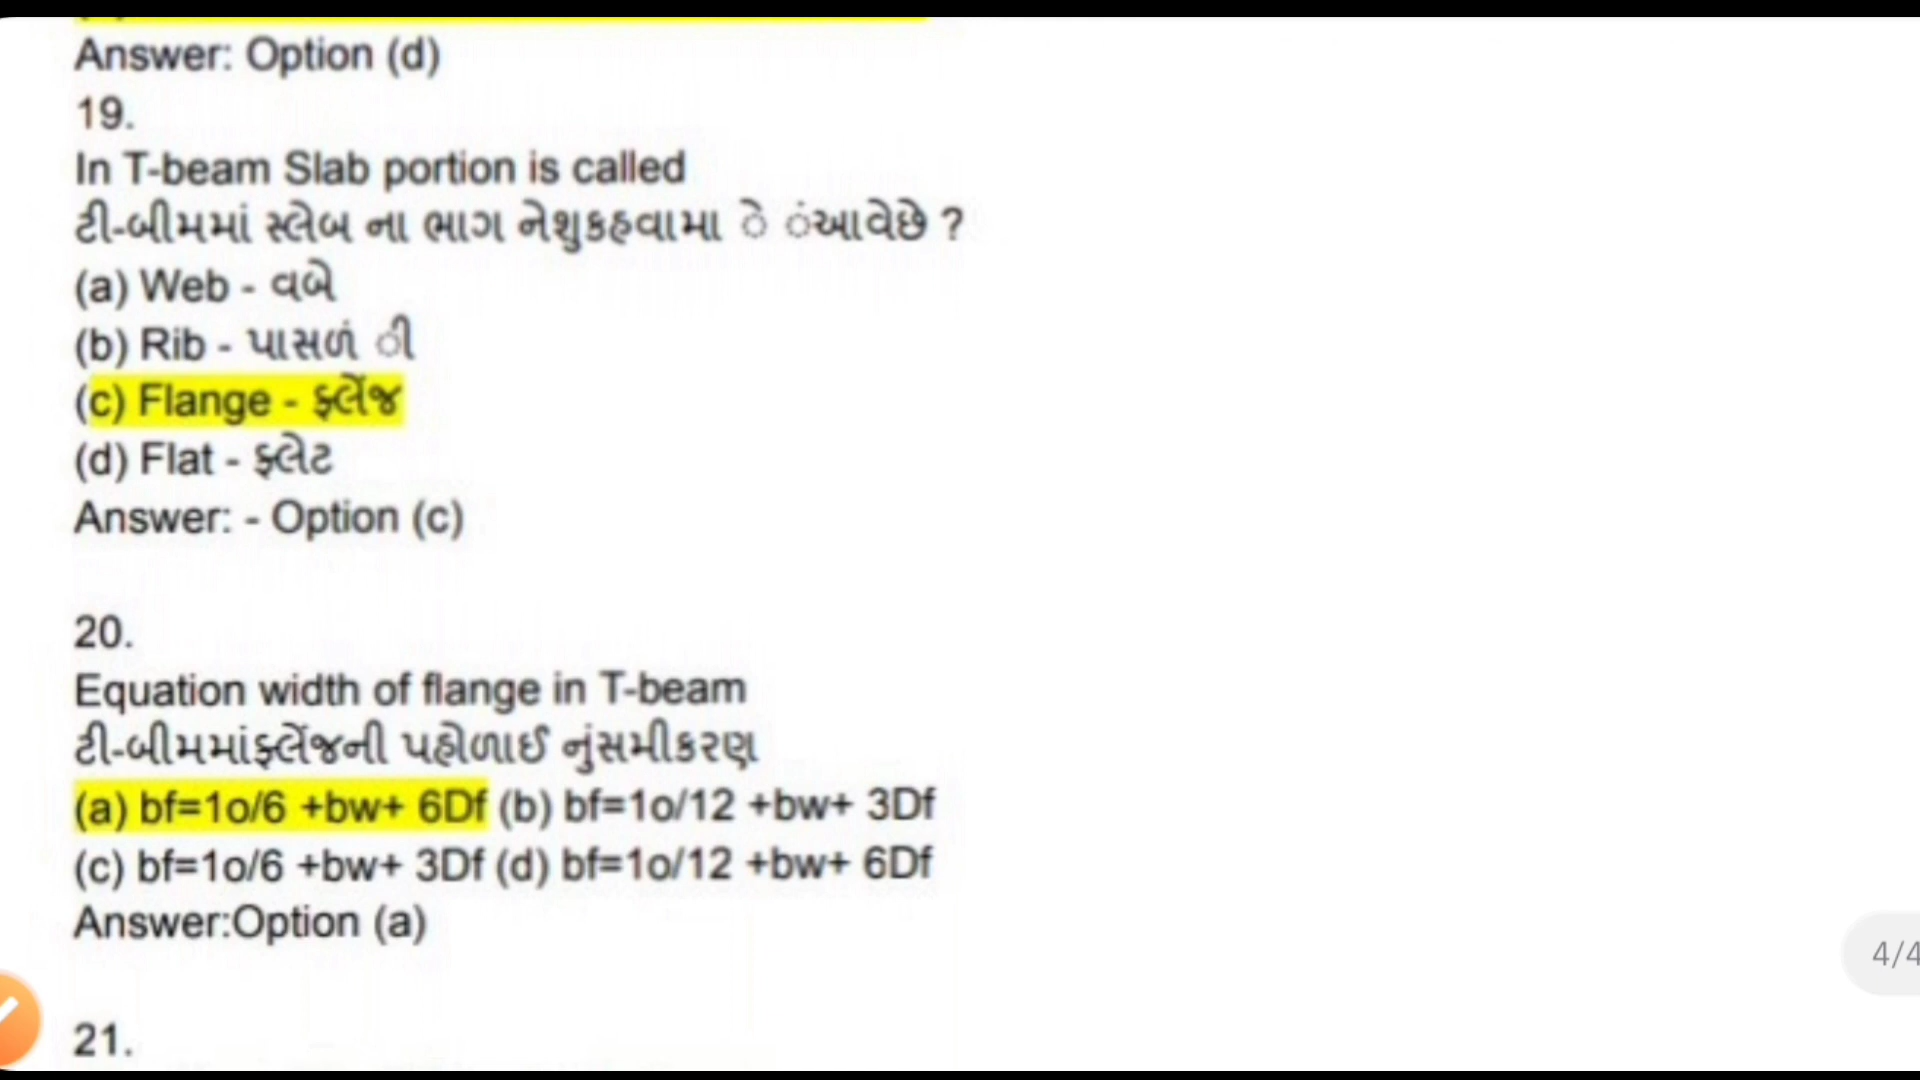 Answer: Option (d)
19.
In T-beam Slab portion is called
ટી-બીમમાં સ્લેબ ના ભાગ નેશુકહવામા ે ંઆવેછે ?
(a) Web - વબે
(b) Rib - પાસળં ી
(c) Flange - ફ્લેંજ
(d) Flat - ફ્લેટ
Answer: - Option (c)
20.
Equation width of flange in T-beam
ટી-બીમમાંફ્લેંજની પહોળાઈ નુંસમીકરણ
(a) bf=1o/6 +bw+ 6Df (b) bf=1o/12 +bw+ 3Df
(c) bf=1o/6 +bw+ 3Df (d) bf=1o/12 +bw+ 6Df
Answer:Option (a)
4/4
21.